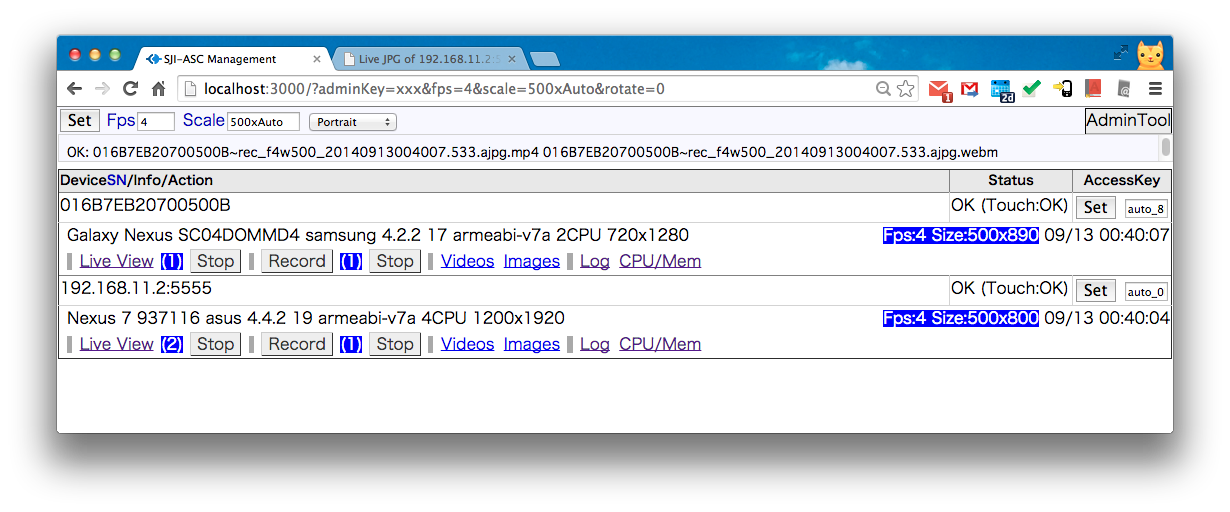 SJI-ASC Management
Live JPG of 192.168.11.2:5
localhost:3000/?adminKey=xxx&fps=4&scale=500xAuto&rotate=0
1
2d
Set Fps 4 Scale 500xAuto Portrait AdminTool
OK: 016B7EB20700500B~rec_f4w500_20140913004007.533.ajpg.mp4 016B7EB20700500B~rec_f4w500_20140913004007.533.ajpg.webm
DeviceSN/Info/Action Status AccessKey
016B7EB20700500B OK (Touch:OK) Set auto_8
Galaxy Nexus SC04DOMMD4 samsung 4.2.2 17 armeabi-v7a 2CPU 720x1280 Fps:4 Size:500x890 09/13 00:40:07
Live View (1) Stop Record (1) Stop Videos Images Log CPU/Mem
192.168.11.2:5555 OK (Touch:OK) Set auto_0
Nexus 7 937116 asus 4.4.2 19 armeabi-v7a 4CPU 1200x1920 Fps:4 Size:500x800 09/13 00:40:04
Live View (2) Stop Record (1) Stop Videos Images Log CPU/Mem